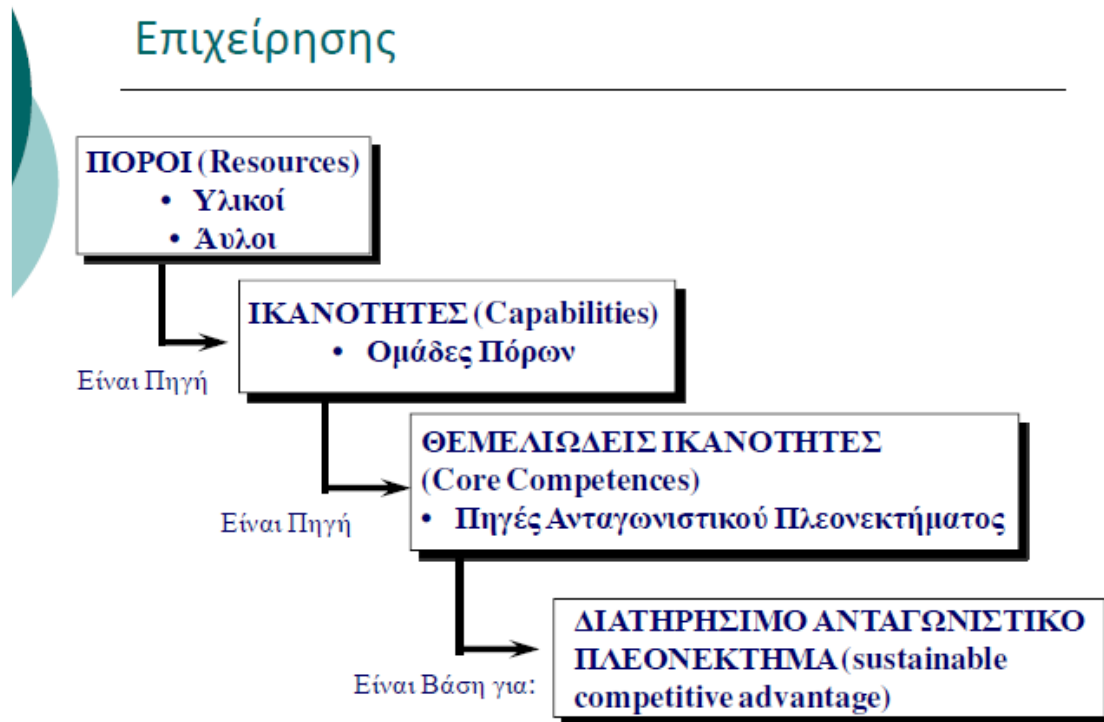 Επιχείρησης
ΠΟΡΟΙ (Resources)
• Υλικοί
• Άυλοι
Είναι Πηγή
ΙΚΑΝΟΤΗΤΕΣ (Capabilities)
• Ομάδες Πόρων
Είναι Πηγή
ΘΕΜΕΛΙΩΔΕΙΣ ΙΚΑΝΟΤΗΤΕΣ
(Core Competences)
• Πηγές Ανταγωνιστικού Πλεονεκτήματος
Είναι Βάση για:
ΔΙΑΤΗΡΗΣΙΜΟ ΑΝΤΑΓΩΝΙΣΤΙΚΟ
ΠΛΕΟΝΕΚΤΗΜΑ (sustainable
competitive advantage)